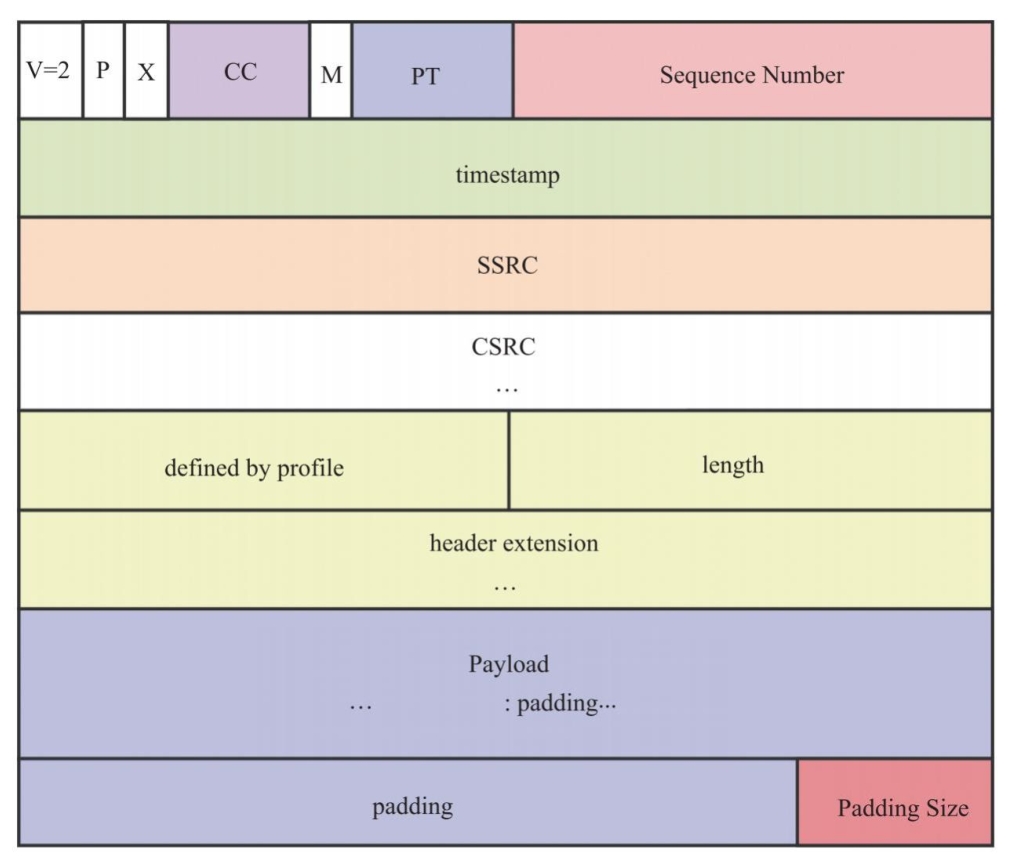 V=2 P X CC M PT Sequence Number
timestamp
SSRC
CSRC
…
defined by profile length
header extension
…
Payload
… : padding…
padding Padding Size